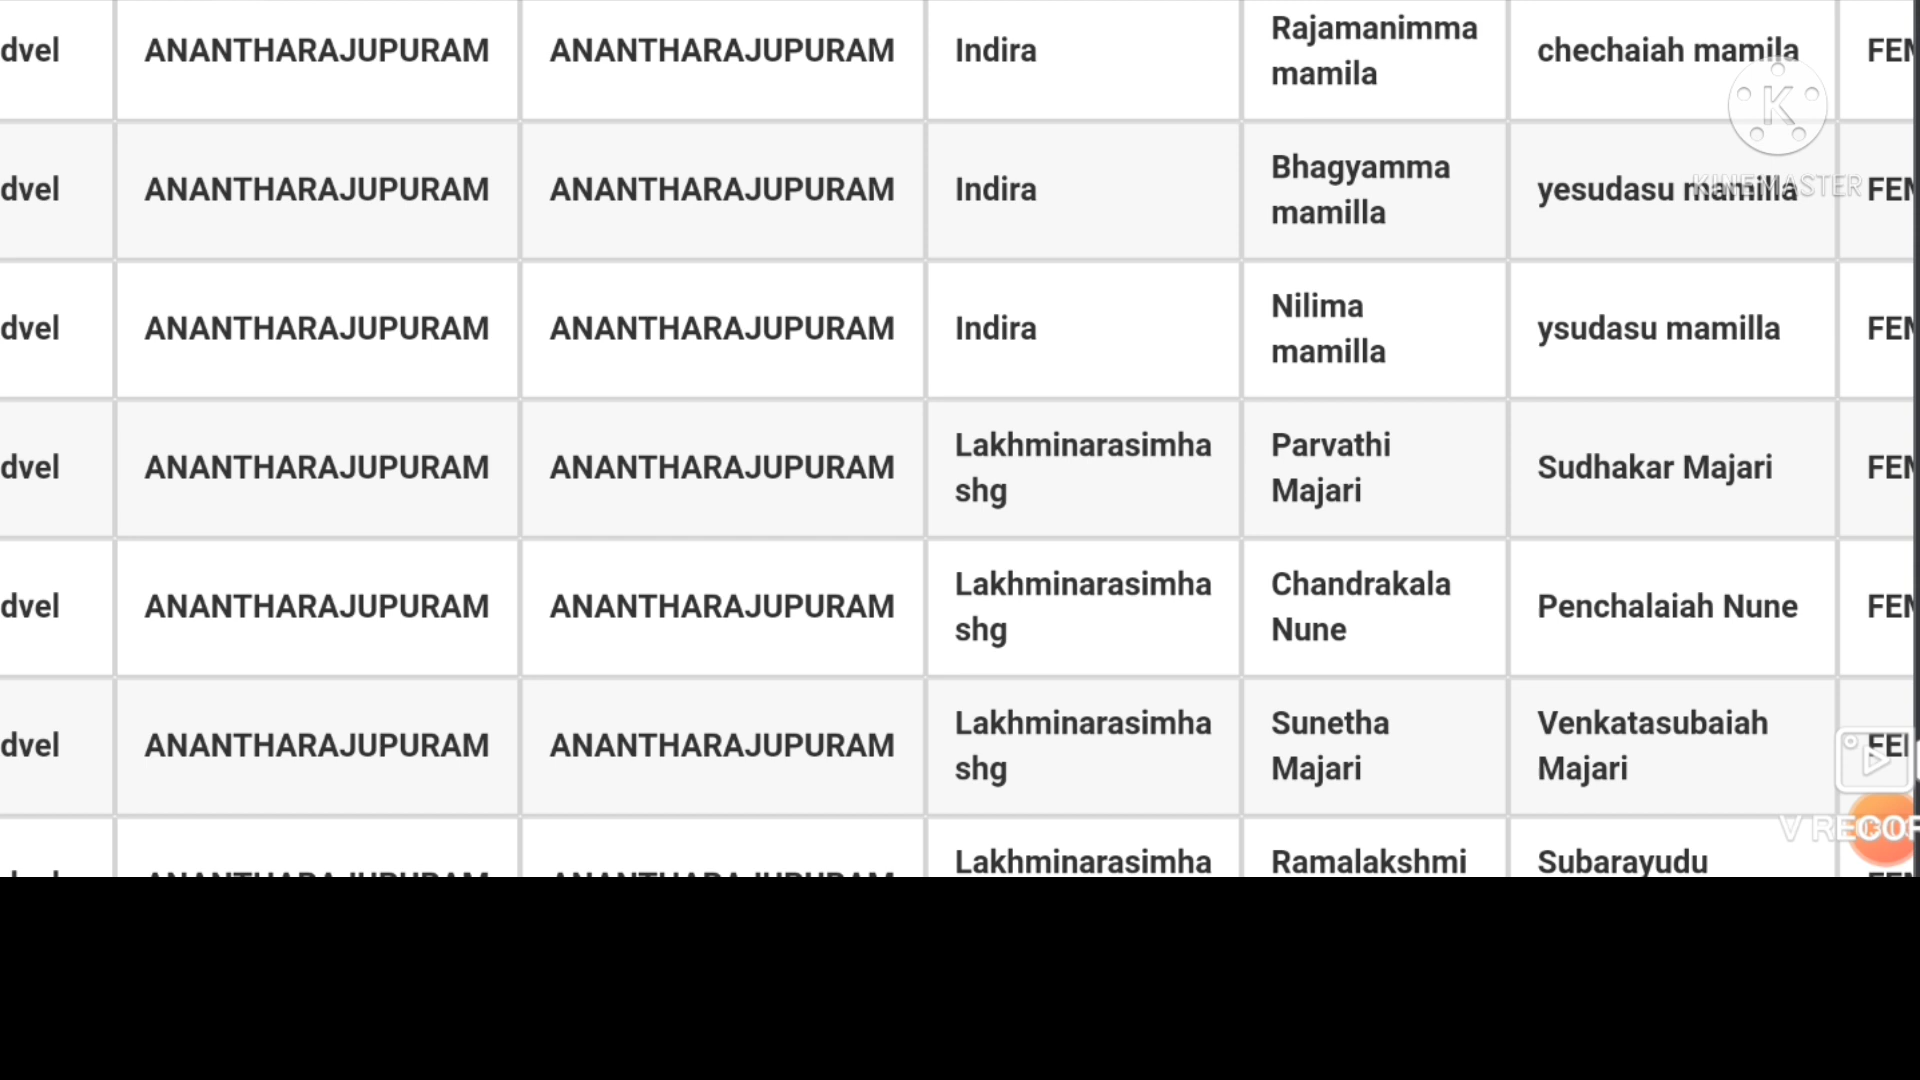 dvel ANANTHARAJUPURAM ANANTHARAJUPURAM Indira Rajamanimma mamila chechaiah mamila FEM
dvel ANANTHARAJUPURAM ANANTHARAJUPURAM Indira Bhagyamma mamilla yesudasu mamilla FEM
KINEMASTER
dvel ANANTHARAJUPURAM ANANTHARAJUPURAM Indira Nilima mamilla ysudasu mamilla FEM
dvel ANANTHARAJUPURAM ANANTHARAJUPURAM Lakhminarasimha shg Parvathi Majari Sudhakar Majari FEM
dvel ANANTHARAJUPURAM ANANTHARAJUPURAM Lakhminarasimha shg Chandrakala Nune Penchalaiah Nune FEM
dvel ANANTHARAJUPURAM ANANTHARAJUPURAM Lakhminarasimha shg Sunetha Majari Venkatasubaiah Majari FEM
V RECOR
Lakhminarasimha Ramalakshmi Subarayudu